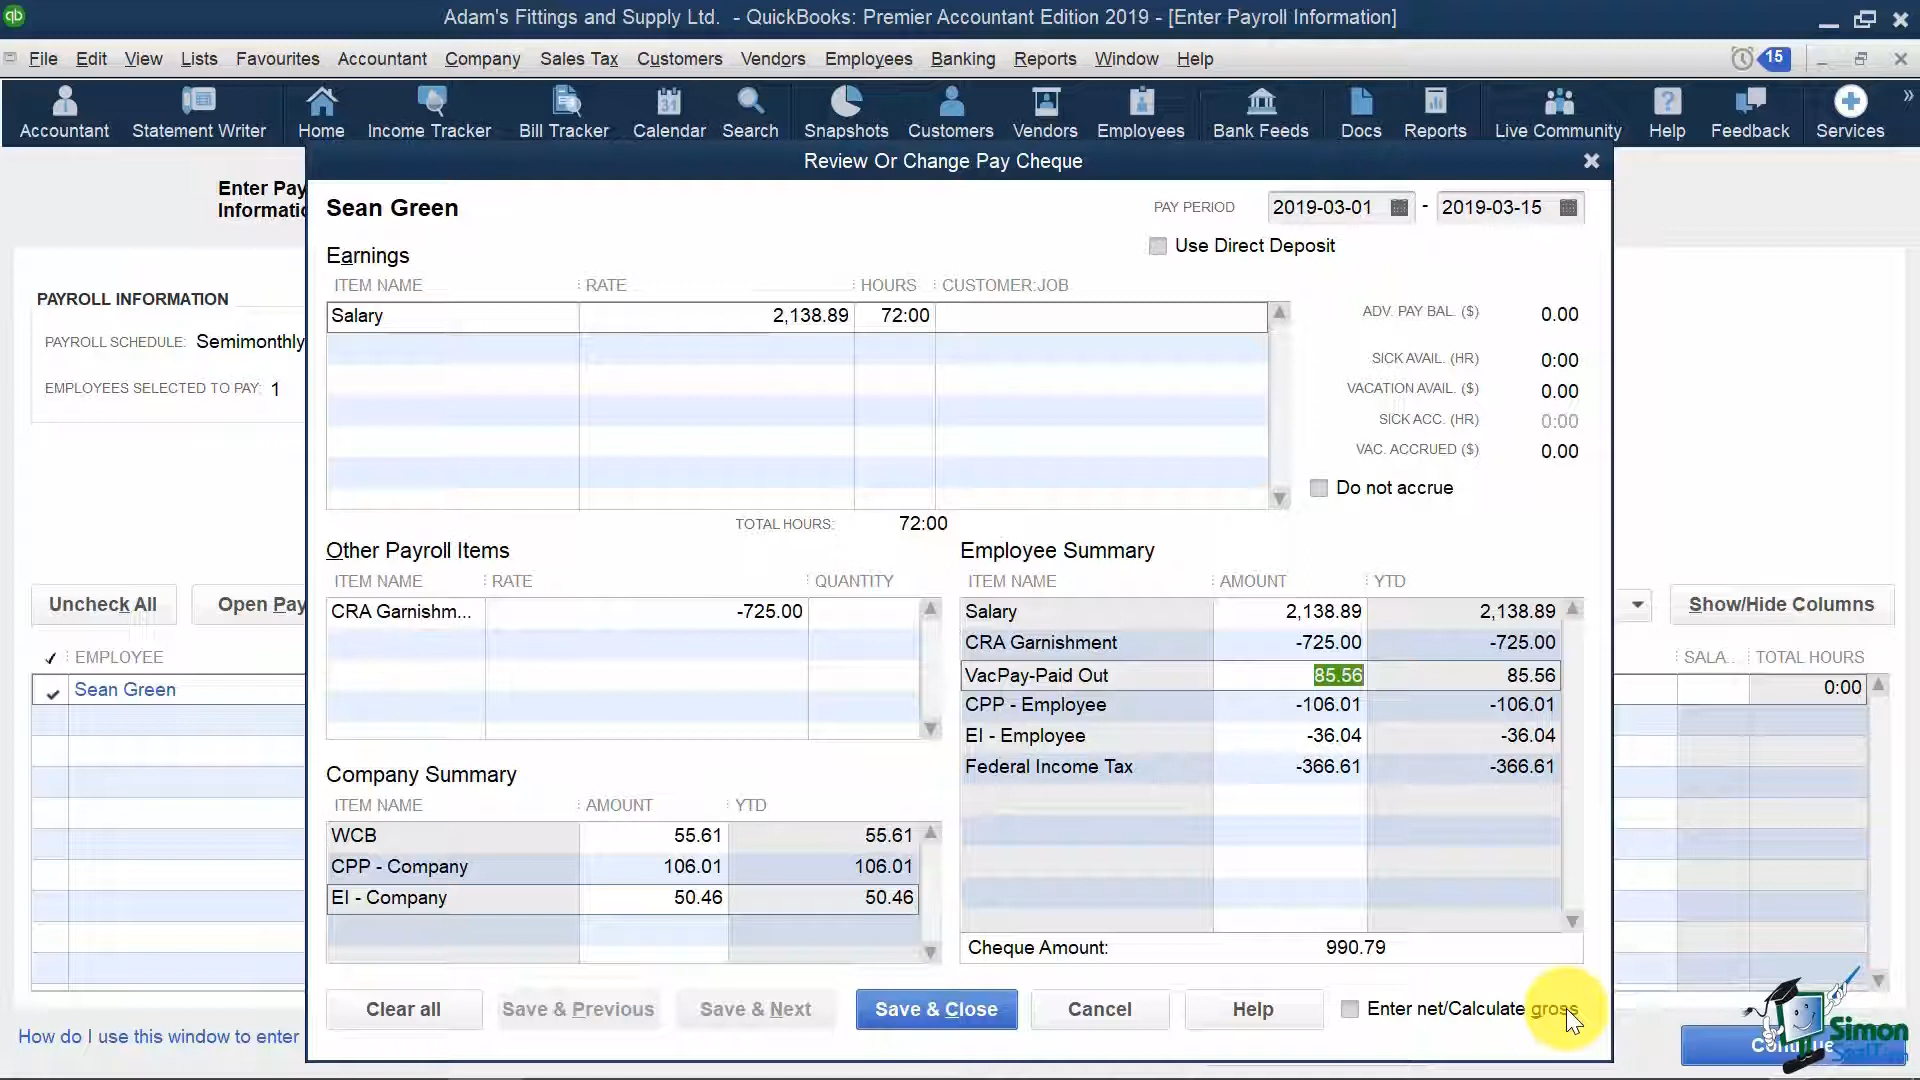 Adam's Fittings and Supply Ltd. - QuickBooks: Premier Accountant Edition 2019 - [Enter Payroll Information]
qb
File Edit View Lists Favourites Accountant Company Sales Tax Customers Vendors Employees Banking Reports Window Help
15
31
Accountant Statement Writer Home Income Tracker Bill Tracker Calendar Search Snapshots Customers Vendors Employees Bank Feeds Docs Reports Live Community Help Feedback Services
Review Or Change Pay Cheque
Enter Pay
Informatio
Sean Green
PAY PERIOD 2019-03-01 - 2019-03-15
Use Direct Deposit
Earnings
ITEM NAME RATE HOURS CUSTOMER:JOB
Salary 2,138.89 72:00
TOTAL HOURS: 72:00
ADV. PAY BAL. ($) 0.00
SICK AVAIL. (HR) 0:00
VACATION AVAIL. ($) 0.00
SICK ACC. (HR) 0:00
VAC. ACCRUED ($) 0.00
Do not accrue
PAYROLL INFORMATION
PAYROLL SCHEDULE: Semimonthly
EMPLOYEES SELECTED TO PAY: 1
Uncheck All Open Pay
EMPLOYEE
Sean Green
Other Payroll Items
ITEM NAME RATE QUANTITY
CRA Garnishm... -725.00
Employee Summary
ITEM NAME AMOUNT YTD
Salary 2,138.89 2,138.89
CRA Garnishment -725.00 -725.00
VacPay-Paid Out 85.56 85.56
CPP - Employee -106.01 -106.01
EI - Employee -36.04 -36.04
Federal Income Tax -366.61 -366.61
Cheque Amount: 990.79
Company Summary
ITEM NAME AMOUNT YTD
WCB 55.61 55.61
CPP - Company 106.01 106.01
EI - Company 50.46 50.46
Show/Hide Columns
SALA... TOTAL HOURS
0:00
Clear all Save & Previous Save & Next Save & Close Cancel Help Enter net/Calculate gross
How do I use this window to enter
Simon